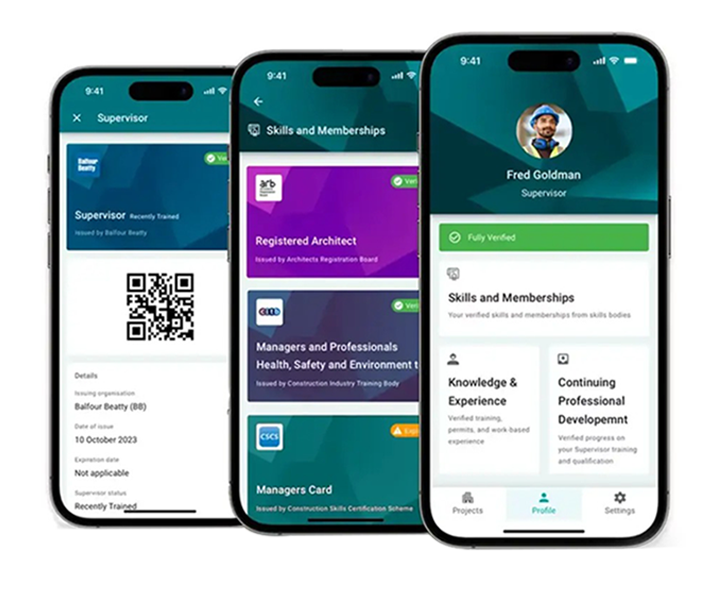 9:41
Supervisor
Balfour
Beatty
Supervisor Recently Trained
Issued by Balfour Beatty
Details
Issuing organisation
Balfour Beatty (BB)
Date of issue
10 October 2023
Expiration date
Not applicable
Supervisor status
Recently Trained
9:41
Skills and Memberships
arb
Registered Architect
Issued by Architects Registration Board
citb
Managers and Professionals
Health, Safety and Environment t
Issued by Construction Industry Training Body
CSCS
Managers Card
Issued by Construction Skills Certification Scheme
9:41
Fred Goldman
Supervisor
Fully Verified
Skills and Memberships
Your verified skills and memberships from skills bodies
Knowledge &
Experience
Verified training,
permits, and work-based
experience
Continuing
Professional
Developemnt
Verified progress on
your Supervisor training
and qualification
Projects
Profile
Settings